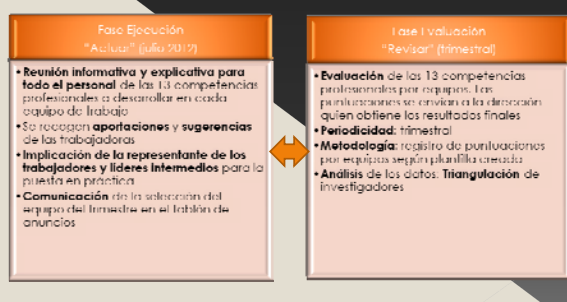 Fase Ejecución
"Actuar" (julio 2012)
• Reunión informativa y explicativa para
todo el personal de las 13 competencias
profesionales a desarrollar en cada
equipo de trabajo
• Se recogen aportaciones y sugerencias
de las trabajadoras
• Implicación de la representante de los
trabajadores y líderes intermedios para la
puesta en práctica
• Comunicación de la selección del
equipo del trimestre en el tablón de
anuncios
Fase Evaluación
"Revisar" (trimestral)
• Evaluación de las 13 competencias
profesionales por equipos. Las
puntuaciones se envían a la dirección
quien obtiene los resultados finales
• Periodicidad: trimestral
• Metodología: registro de puntuaciones
por equipos según plantilla creada
• Análisis de los datos: Triangulación de
investigadores